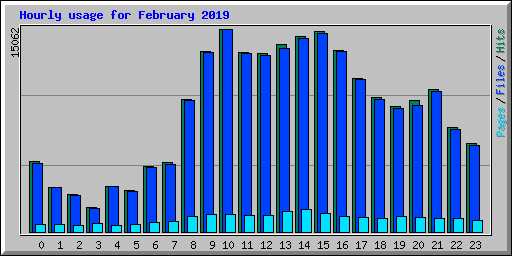 Hourly usage for February 2019
15062
Pages/Files/Hits
0 1 2 3 4 5 6 7 8 9 10 11 12 13 14 15 16 17 18 19 20 21 22 23